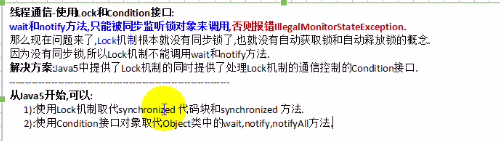 线程通信-使用Lock和Condition接口:
wait和notify方法,只能被同步监听锁对象来调用,否则报错IllegalMonitorStateException.
那么现在问题来了,Lock机制根本就没有同步锁了,也就没有自动获取锁和自动释放锁的概念.
因为没有同步锁,所以Lock机制不能调用wait和notify方法.
解决方案:Java5中提供了Lock机制的同时提供了处理Lock机制的通信控制的Condition接口.
--------------------------------------------------------
从Java5开始,可以:
1):使用Lock机制取代synchronized 代码块和synchronized 方法.
2):使用Condition接口对象取代Object类中的wait,notify,notifyAll方法.